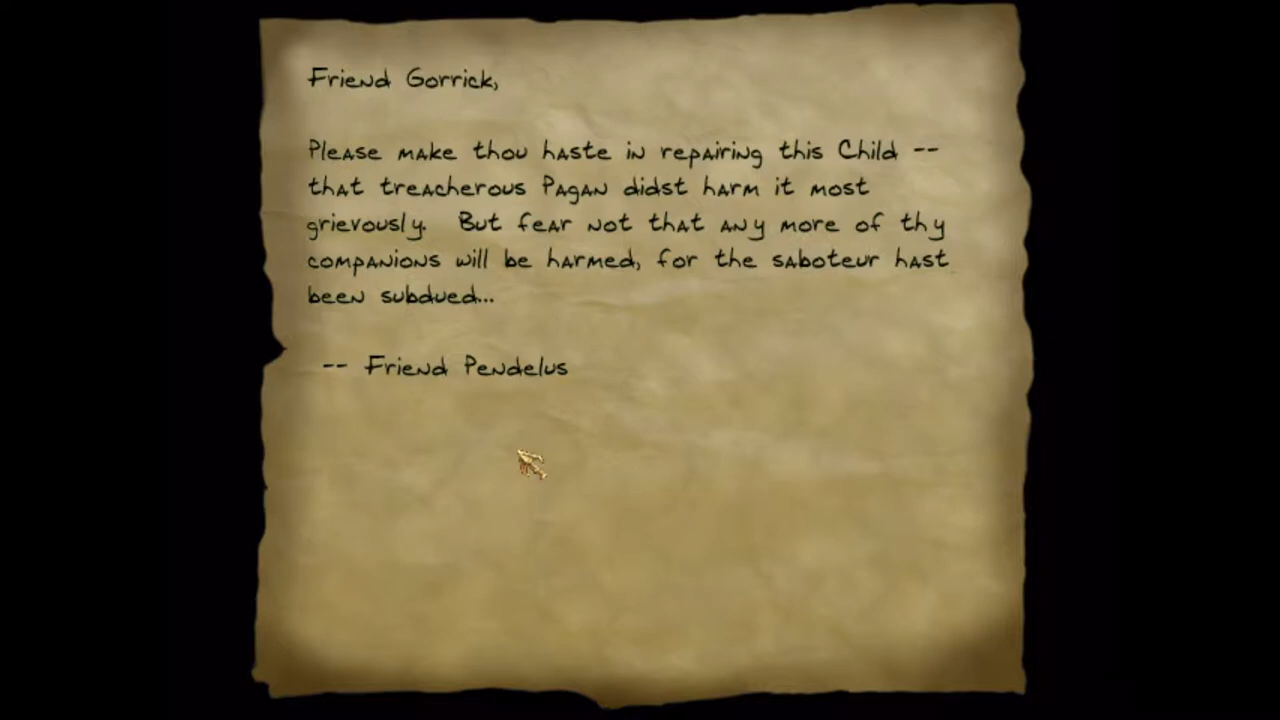 Friend Gorrick,
Please make thou haste in repairing this Child --
that treacherous Pagan didst harm it most
grievously. But fear not that any more of thy
companions will be harmed, for the saboteur hast
been subdued...
-- Friend Pendelus